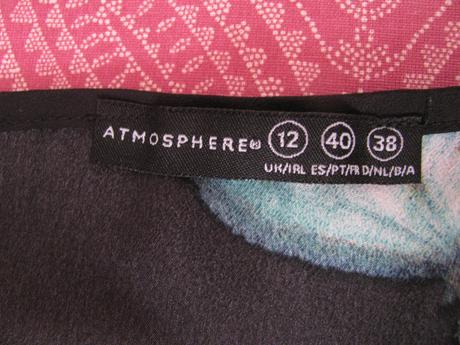 ATMOSPHERE® 12 40 38
UK/IRL ES/PT/FR D/NL/B/A